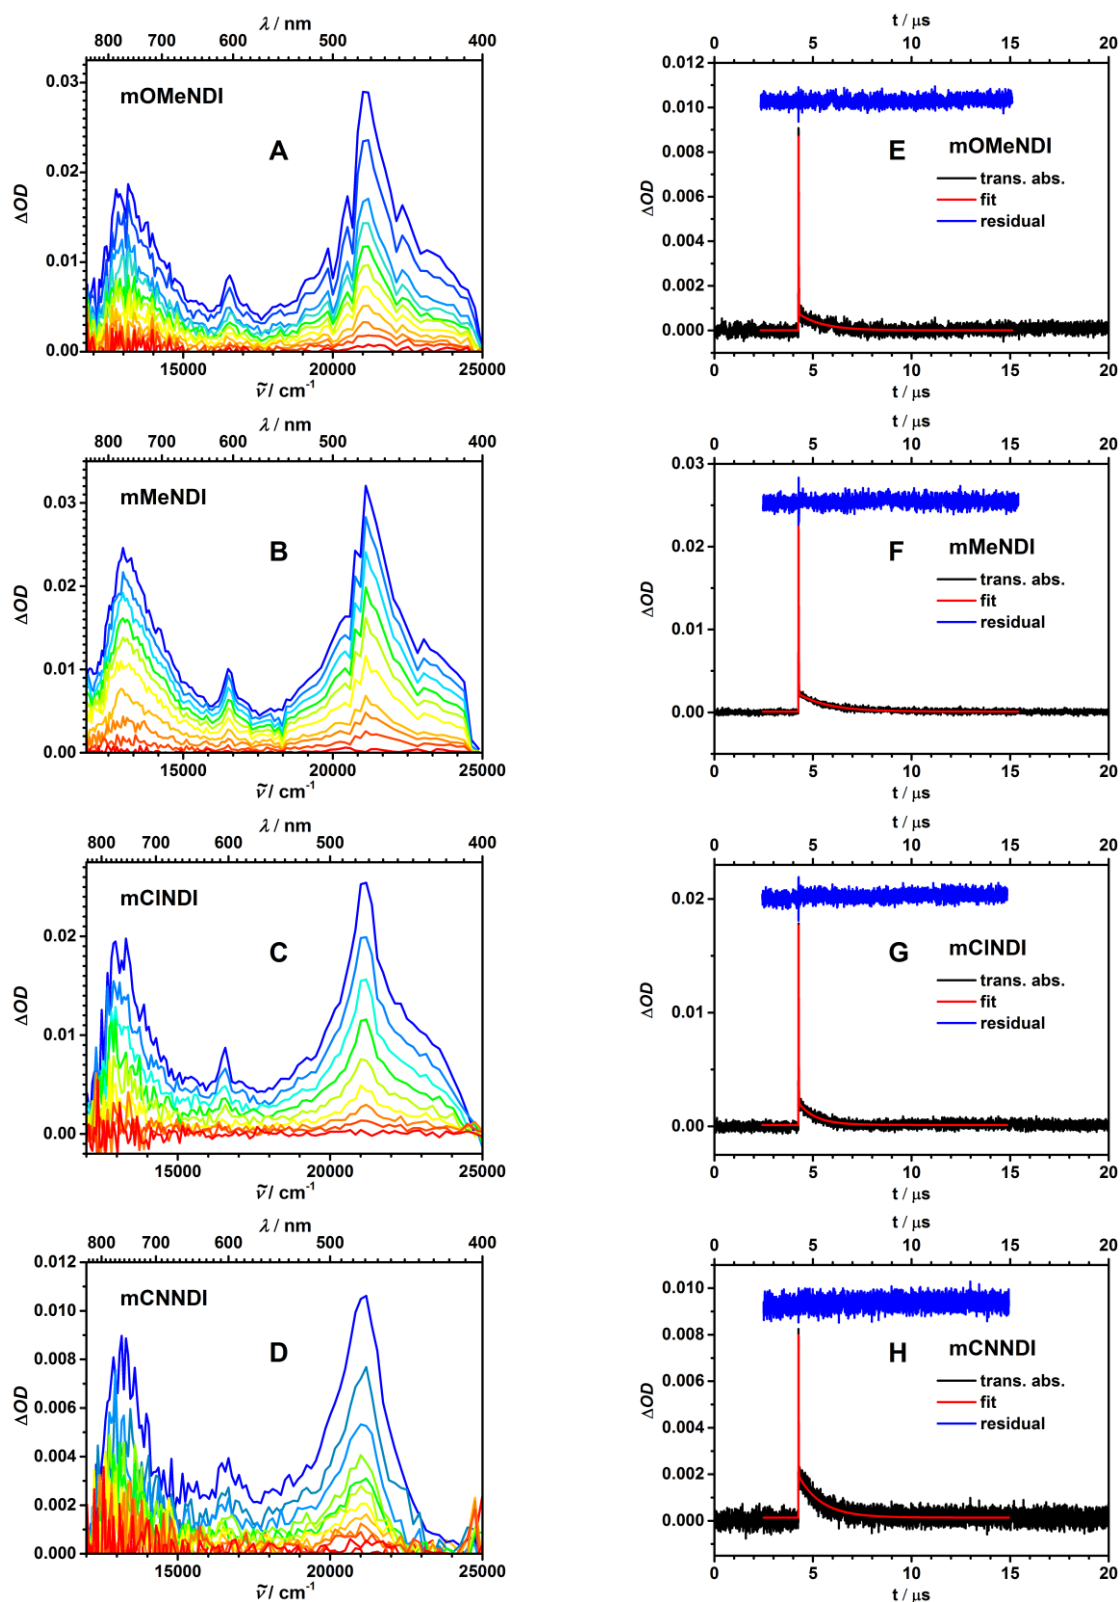 λ / nm
800 700 600 500 400
0.03
0.02
0.01
0.00
ΔOD
mOMeNDI
A
15000 20000 25000
ṽ / cm⁻¹
t / μs
0 5 10 15 20
0.012
0.010
0.008
0.006
0.004
0.002
0.000
ΔOD
E mOMeNDI
trans. abs.
fit
residual
0 5 10 15 20
t / μs
λ / nm
800 700 600 500 400
0.03
0.02
0.01
0.00
ΔOD
mMeNDI
B
15000 20000 25000
ṽ / cm⁻¹
t / μs
0 5 10 15 20
0.03
0.02
0.01
0.00
ΔOD
F mMeNDI
trans. abs.
fit
residual
0 5 10 15 20
t / μs
λ / nm
800 700 600 500 400
0.02
0.01
0.00
ΔOD
mClNDI
C
15000 20000 25000
ṽ / cm⁻¹
t / μs
0 5 10 15 20
0.02
0.01
0.00
ΔOD
G mClNDI
trans. abs.
fit
residual
0 5 10 15 20
t / μs
λ / nm
800 700 600 500 400
0.012
0.010
0.008
0.006
0.004
0.002
0.000
ΔOD
mCNNDI
D
15000 20000 25000
ṽ / cm⁻¹
t / μs
0 5 10 15 20
0.010
0.008
0.006
0.004
0.002
0.000
ΔOD
H mCNNDI
trans. abs.
fit
residual
0 5 10 15 20
t / μs